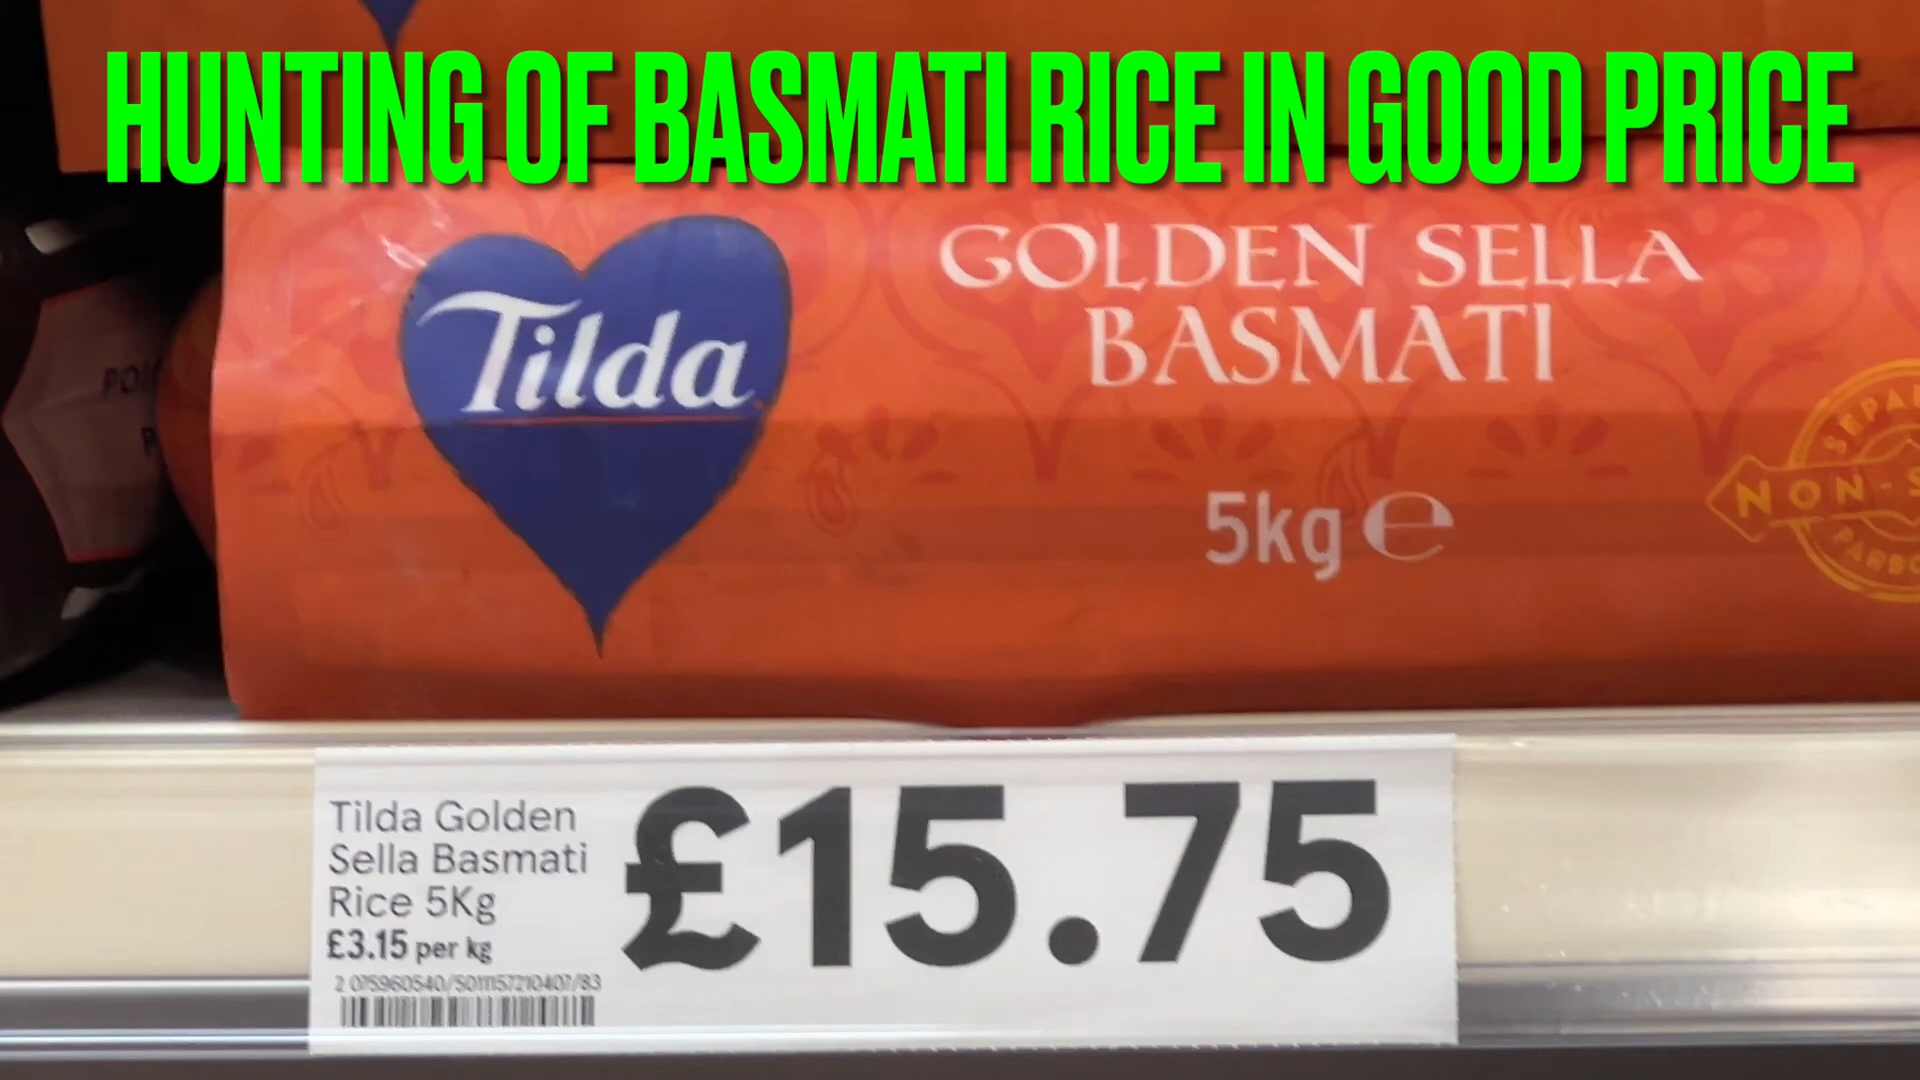 HUNTING OF BASMATI RICE IN GOOD PRICE
Tilda
GOLDEN SELLA
BASMATI
5kg e
NON-
Tilda Golden
Sella Basmati
Rice 5Kg
£3.15 per kg
£15.75